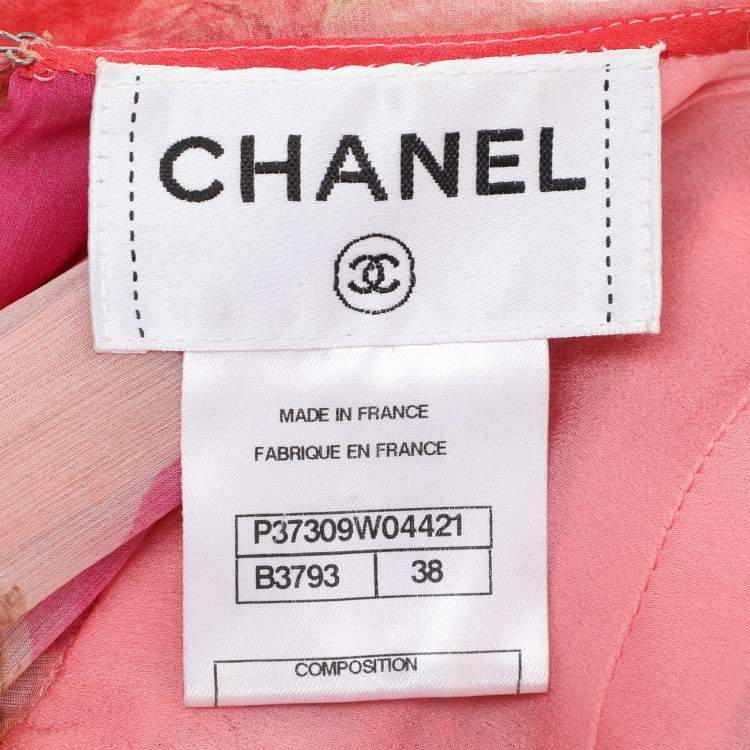 CHANEL
MADE IN FRANCE
FABRIQUE EN FRANCE
P37309W04421
B3793 38
COMPOSITION